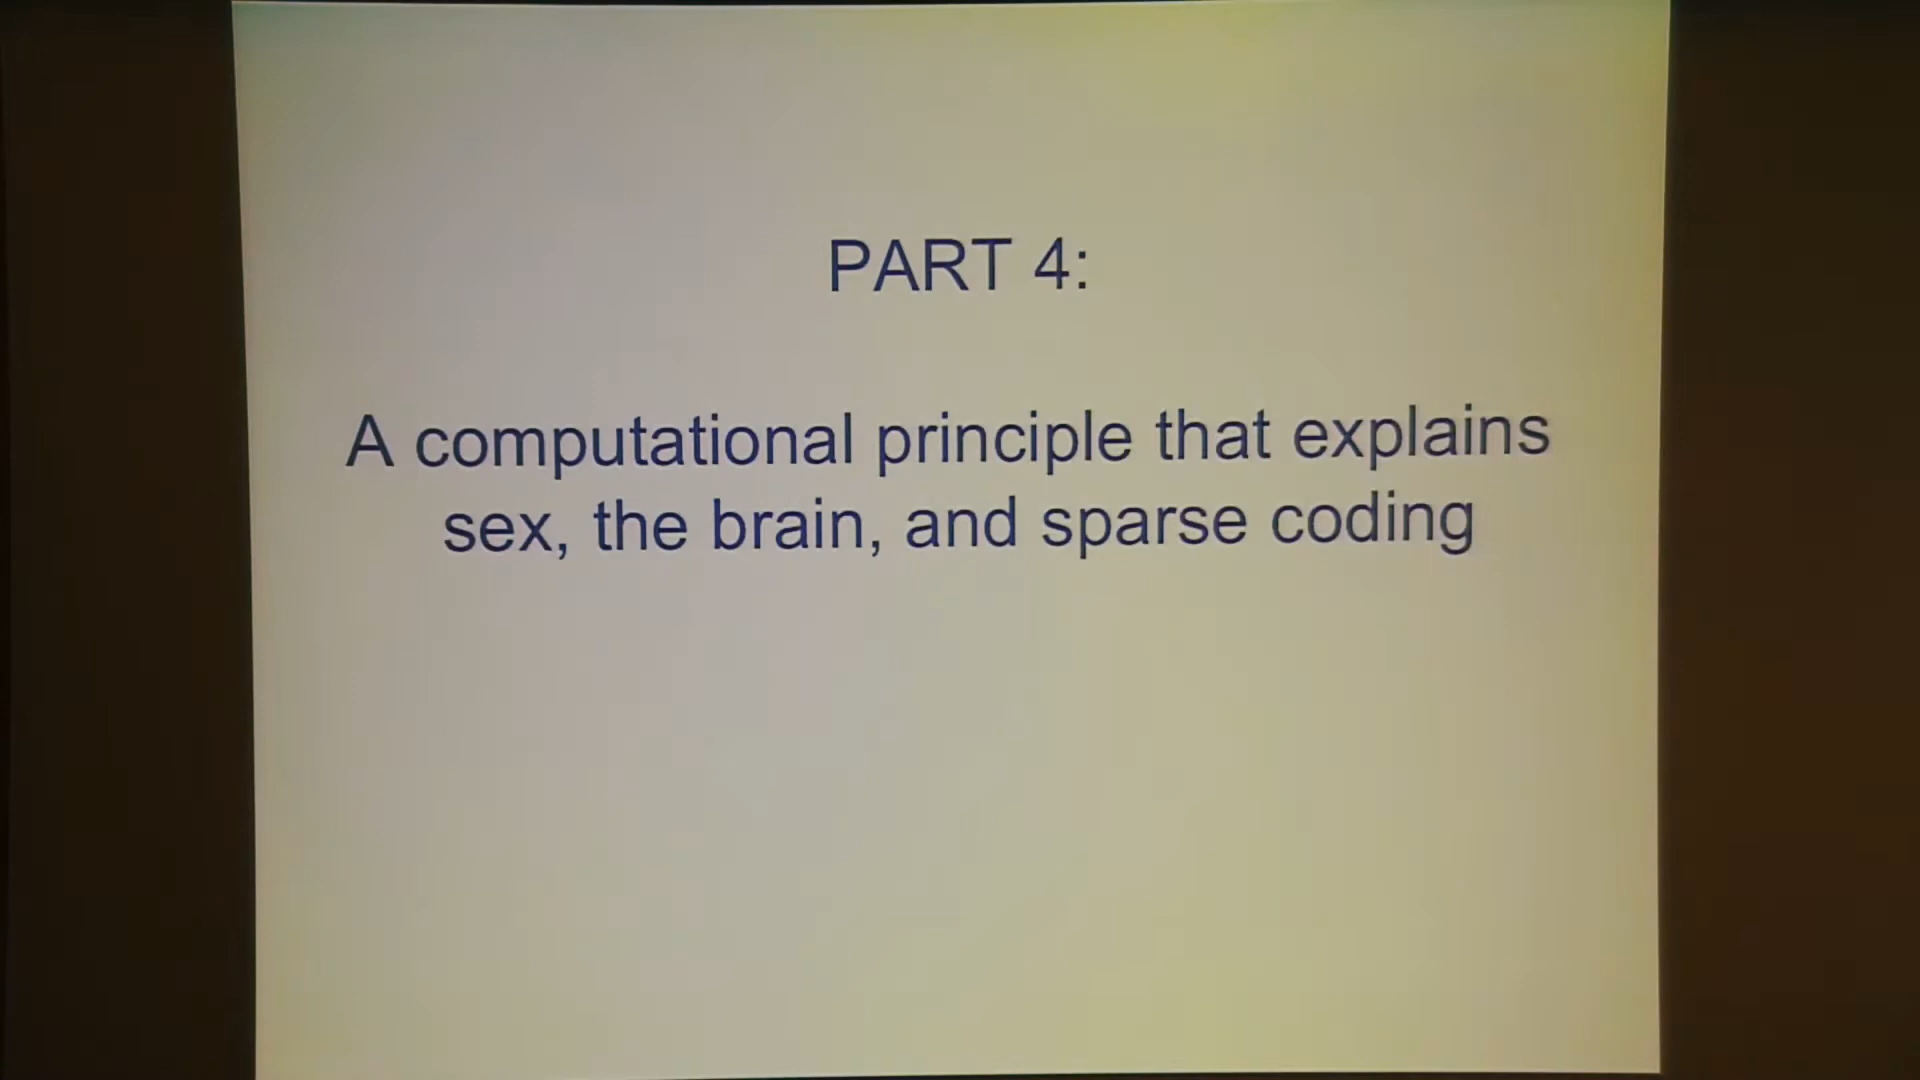 PART 4:
A computational principle that explains
sex, the brain, and sparse coding